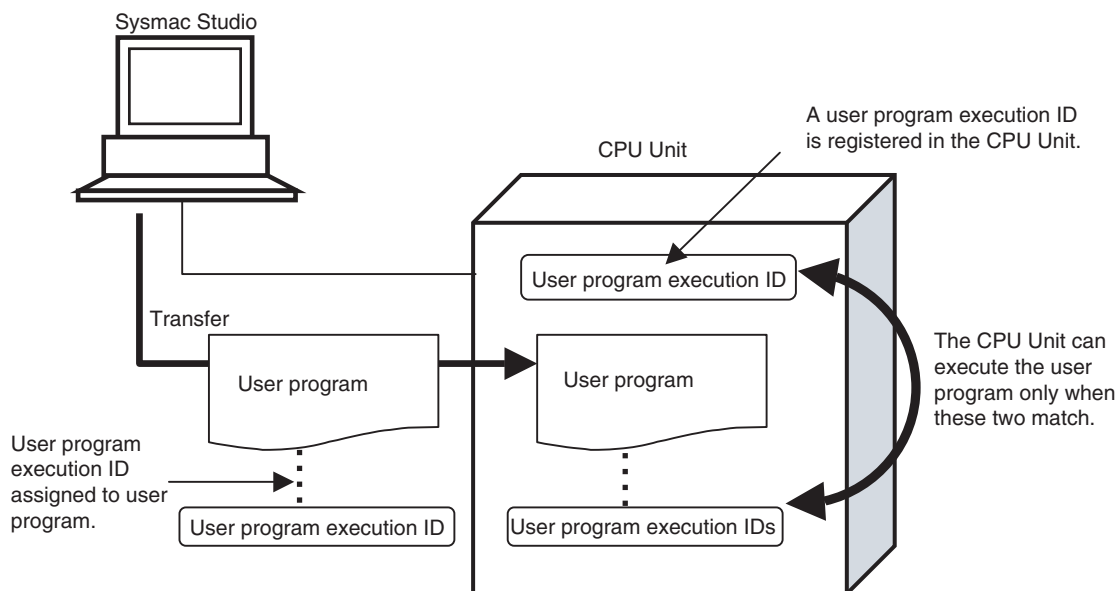 Sysmac Studio
A user program execution ID
is registered in the CPU Unit.
CPU Unit
User program execution ID
Transfer
User program
User program
The CPU Unit can
execute the user
program only when
these two match.
User program
execution ID
assigned to user
program.
User program execution ID
User program execution IDs